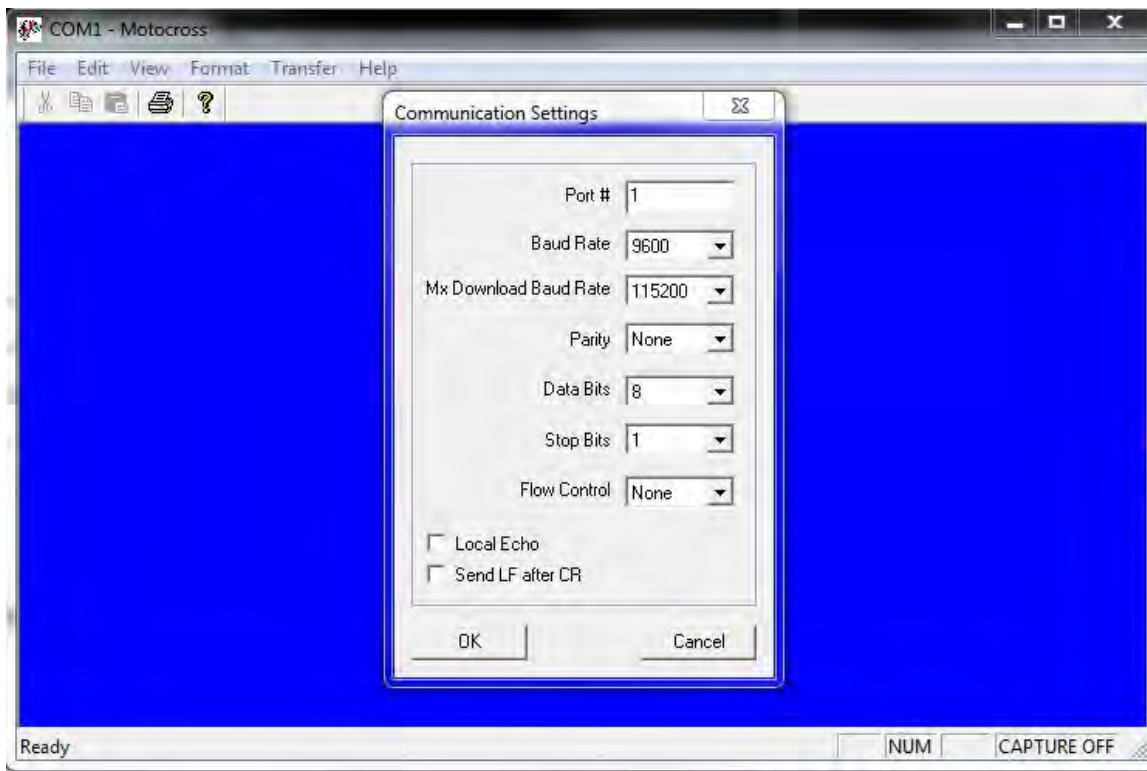 COM1 - Motocross
File Edit View Format Transfer Help
Communication Settings
Port # 1
Baud Rate 9600
Mx Download Baud Rate 115200
Parity None
Data Bits 8
Stop Bits 1
Flow Control None
Local Echo
Send LF after CR
OK Cancel
Ready NUM CAPTURE OFF